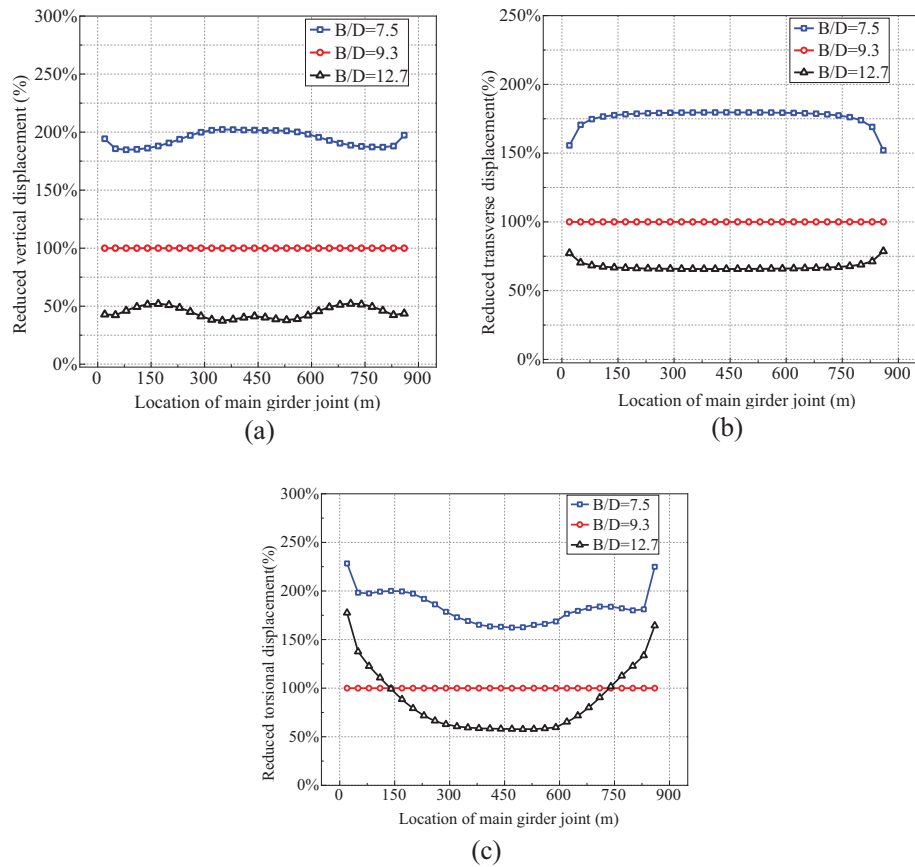 300%
250%
200%
150%
100%
50%
0%
Reduced vertical displacement (%)
B/D=7.5
B/D=9.3
B/D=12.7
0 150 300 450 600 750 900
Location of main girder joint (m)
(a)
250%
200%
150%
100%
50%
0%
Reduced transverse displacement(%)
B/D=7.5
B/D=9.3
B/D=12.7
0 150 300 450 600 750 900
Location of main girder joint (m)
(b)
300%
250%
200%
150%
100%
50%
0%
Reduced torsional displacement(%)
B/D=7.5
B/D=9.3
B/D=12.7
0 150 300 450 600 750 900
Location of main girder joint (m)
(c)